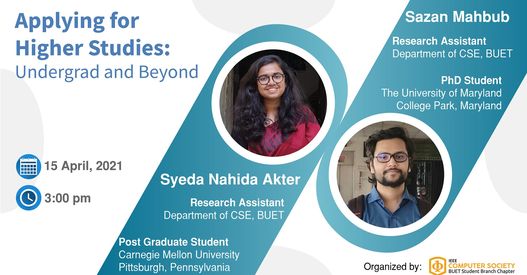 Applying for
Higher Studies:
Undergrad and Beyond
15 April, 2021
3:00 pm
Syeda Nahida Akter
Research Assistant
Department of CSE, BUET
Post Graduate Student
Carnegie Mellon University
Pittsburgh, Pennsylvania
Sazan Mahbub
Research Assistant
Department of CSE, BUET
PhD Student
The University of Maryland
College Park, Maryland
Organized by:
IEEE
COMPUTER SOCIETY
BUET Student Branch Chapter